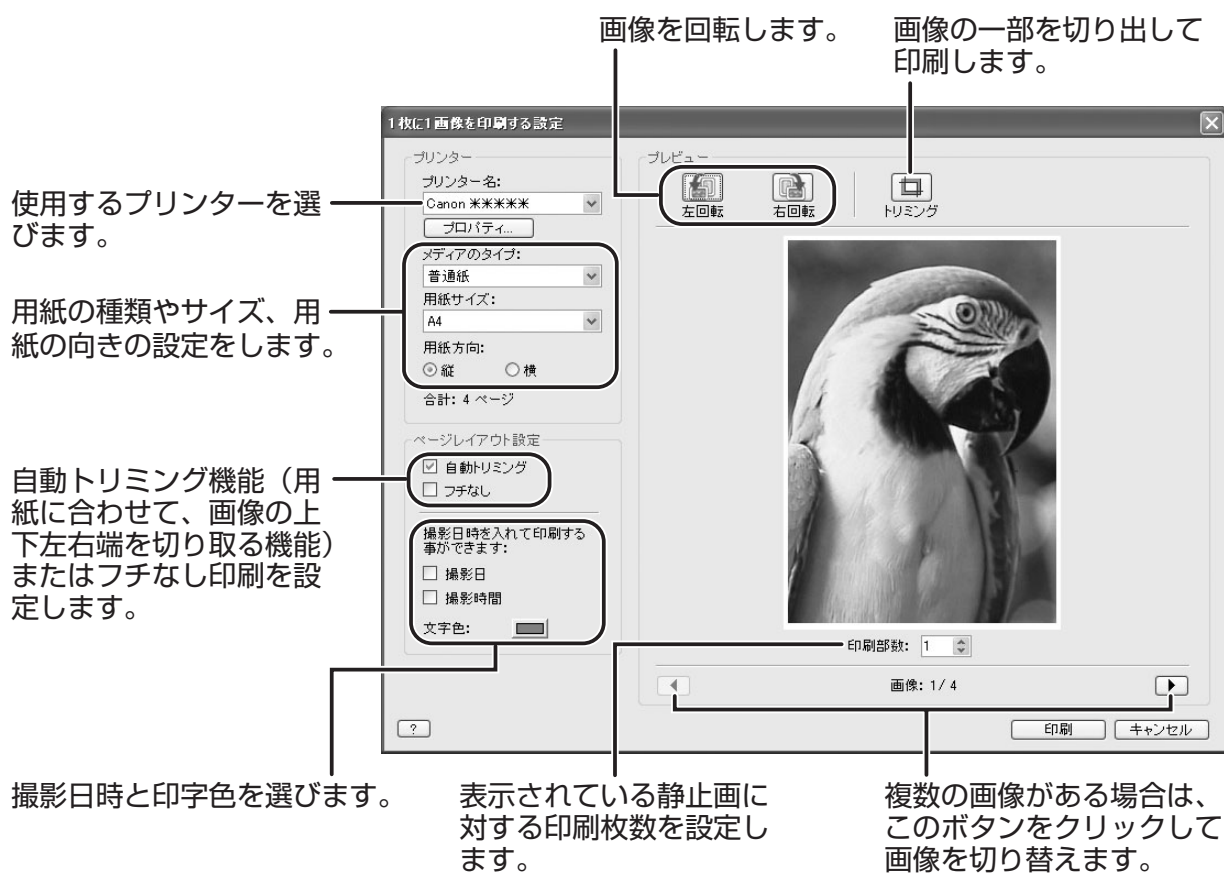 画像を回転します。
画像の一部を切り出して
印刷します。
1枚に1画像を印刷する設定
プリンター
プリンター名:
Canon ＊＊＊＊＊
プロパティ...
メディアのタイプ:
普通紙
用紙サイズ:
A4
用紙方向:
縦 横
合計: 4 ページ
ページレイアウト設定
自動トリミング
フチなし
撮影日時を入れて印刷する
事ができます:
撮影日
撮影時間
文字色:
?
プレビュー
左回転 右回転 トリミング
印刷部数: 1
画像: 1/ 4
印刷 キャンセル
使用するプリンターを選
びます。
用紙の種類やサイズ、用
紙の向きの設定をします。
自動トリミング機能（用
紙に合わせて、画像の上
下左右端を切り取る機能）
またはフチなし印刷を設
定します。
撮影日時と印字色を選びます。
表示されている静止画に
対する印刷枚数を設定し
ます。
複数の画像がある場合は、
このボタンをクリックして
画像を切り替えます。